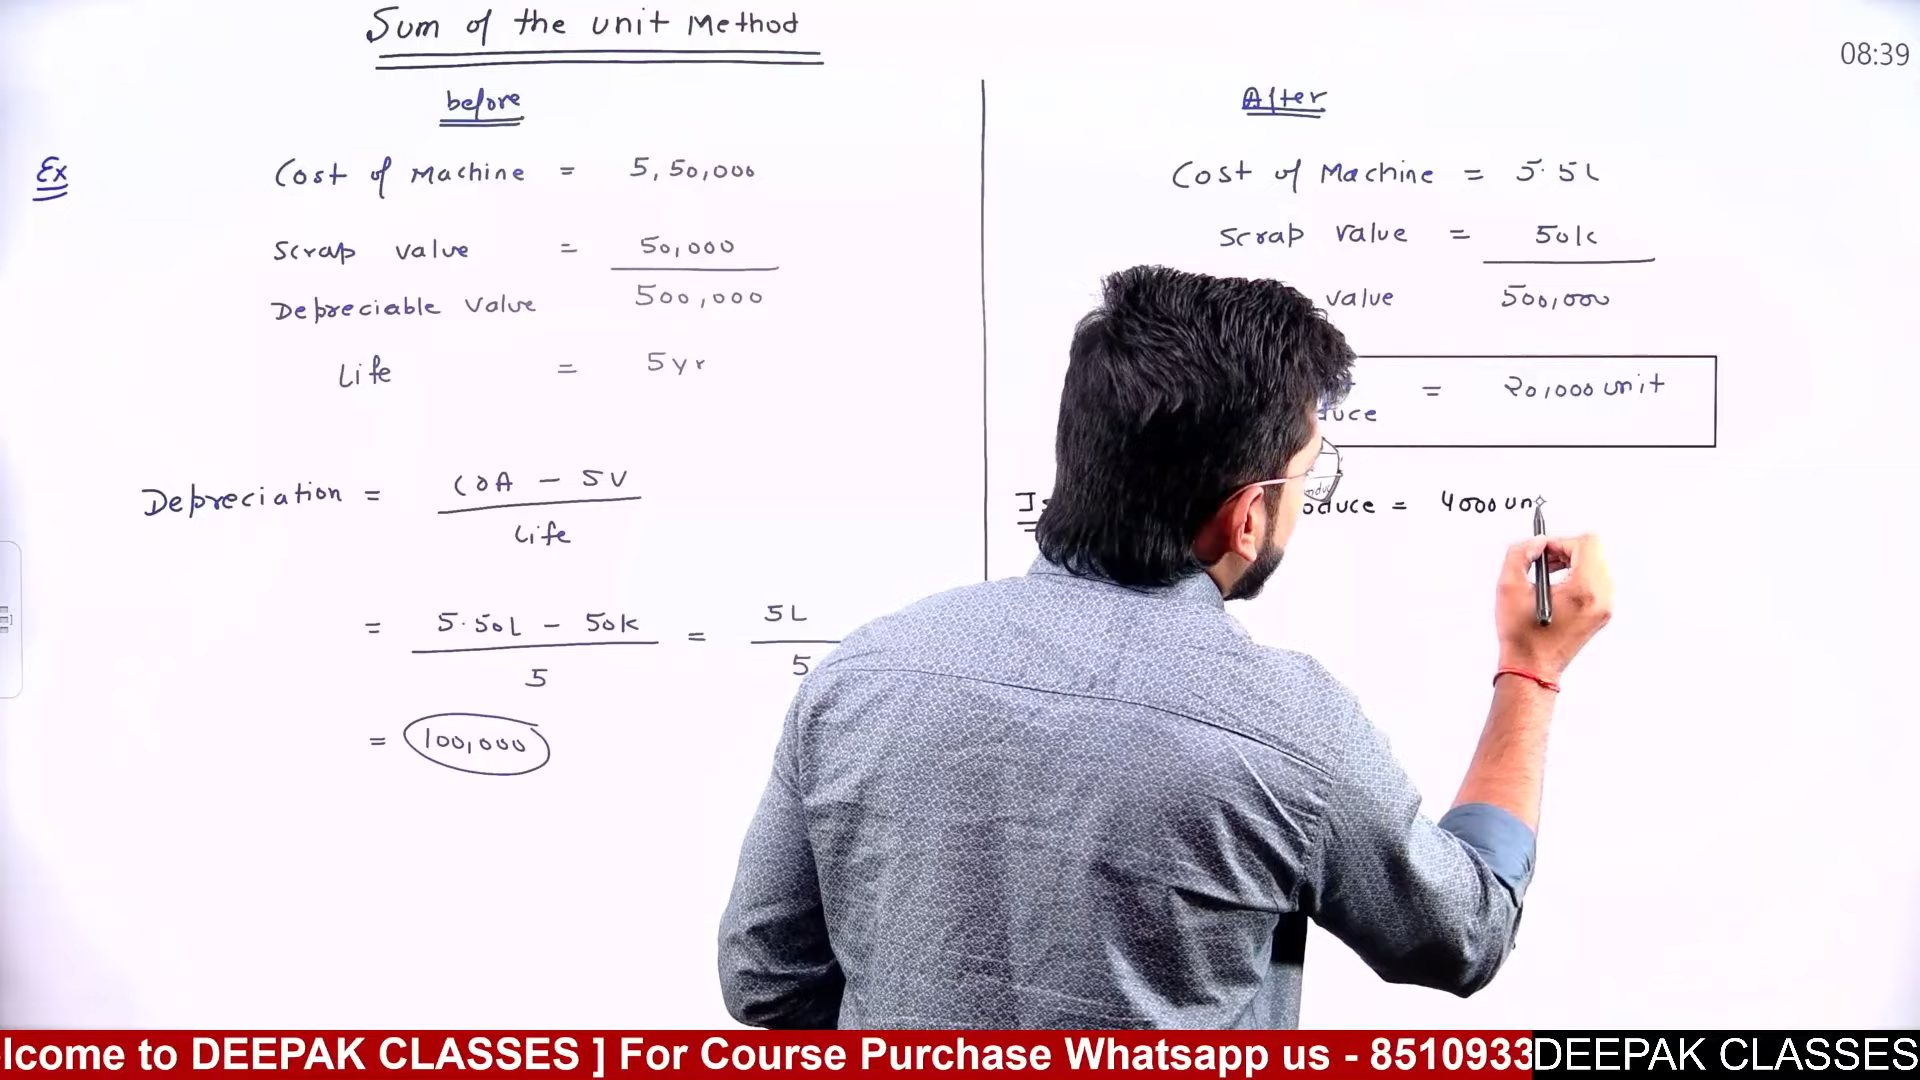 Sum of the unit Method
08:39
before
Ex
Cost of Machine = 5,50,000
Scrap value = 50,000
Depreciable Value 500,000
Life = 5yr
Depreciation = COA - SV
Life
= 5.50L - 50k = 5L
5 5
= 100,000
After
Cost of Machine = 5.5L
Scrap value = 50k
value 500,000
= 20,000 unit
duce
oduce = 4000 un
lcome to DEEPAK CLASSES ] For Course Purchase Whatsapp us - 8510933
DEEPAK CLASSES